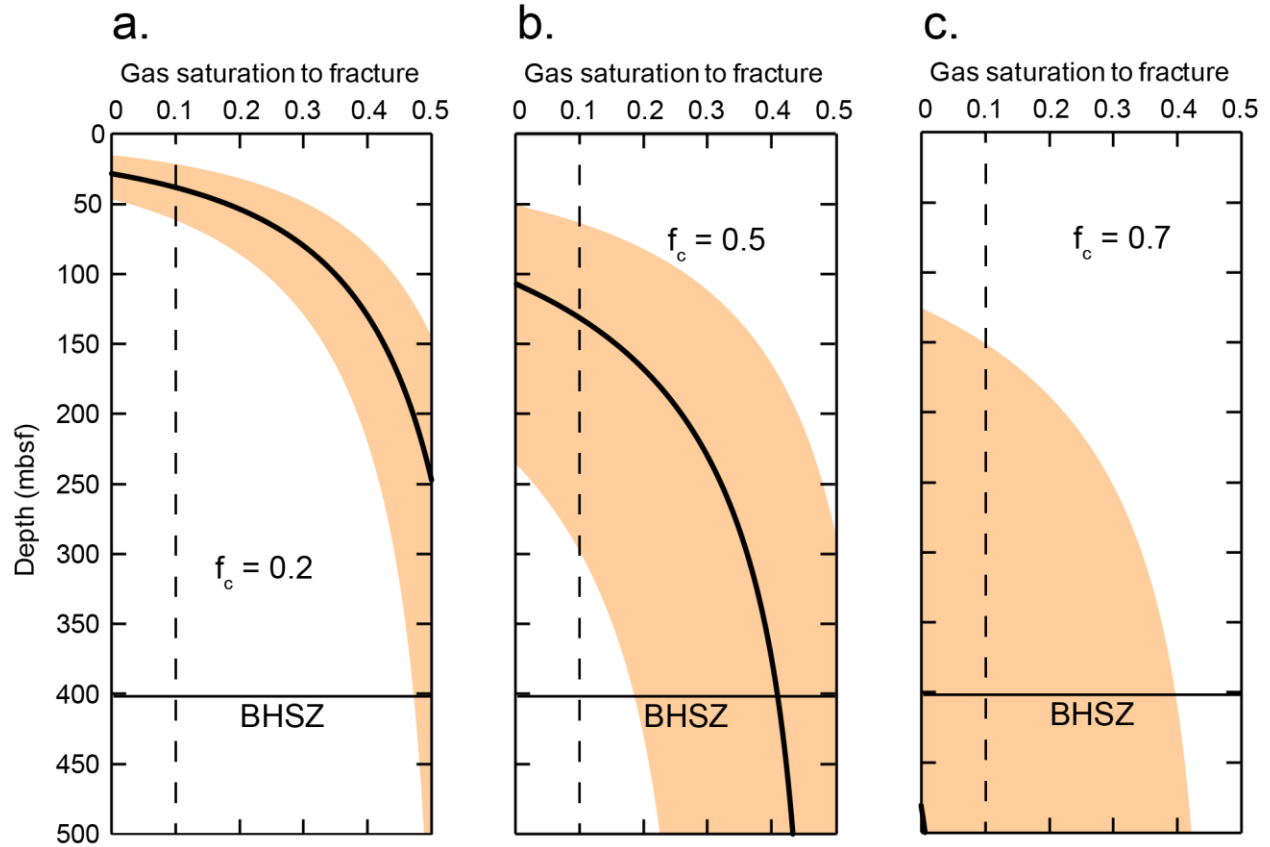 a.
Gas saturation to fracture
0 0.1 0.2 0.3 0.4 0.5
0
50
100
150
200
250
300
350
400
450
500
Depth (mbsf)
f_c = 0.2
BHSZ
b.
Gas saturation to fracture
0 0.1 0.2 0.3 0.4 0.5
f_c = 0.5
BHSZ
c.
Gas saturation to fracture
0 0.1 0.2 0.3 0.4 0.5
f_c = 0.7
BHSZ